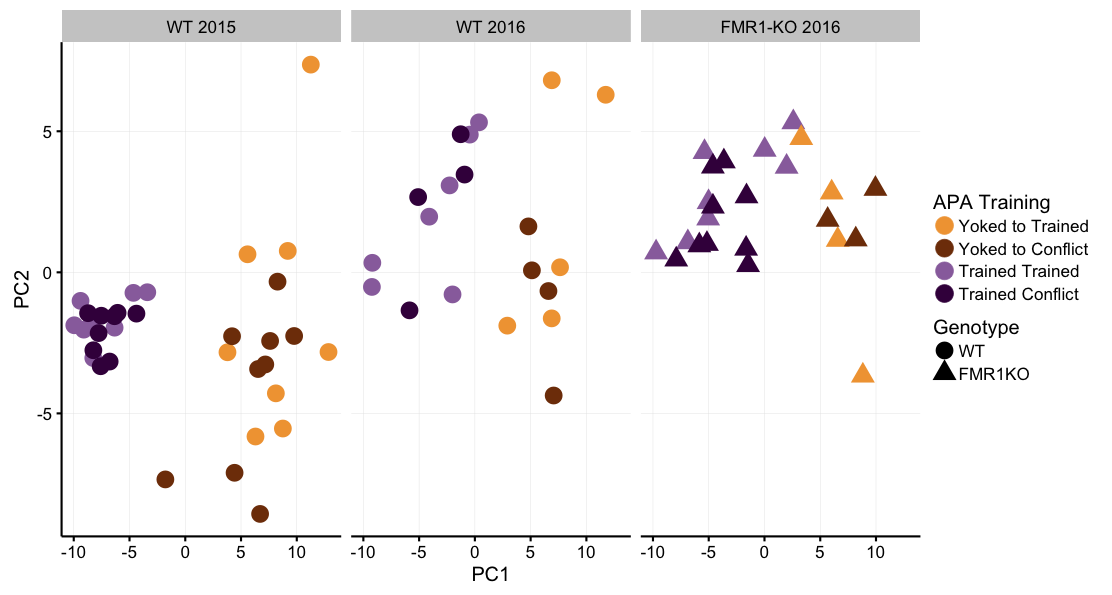 WT 2015
WT 2016
FMR1-KO 2016
5
0
-5
PC2
-10 -5 0 5 10
-10 -5 0 5 10
-10 -5 0 5 10
PC1
APA Training
Yoked to Trained
Yoked to Conflict
Trained Trained
Trained Conflict
Genotype
WT
FMR1KO